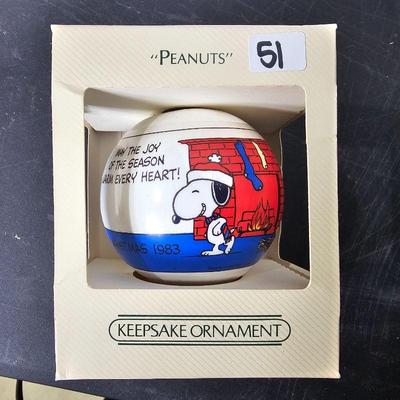 "PEANUTS"
51
MAY THE JOY
OF THE SEASON
WARM EVERY HEART!
CHRISTMAS 1983
KEEPSAKE ORNAMENT